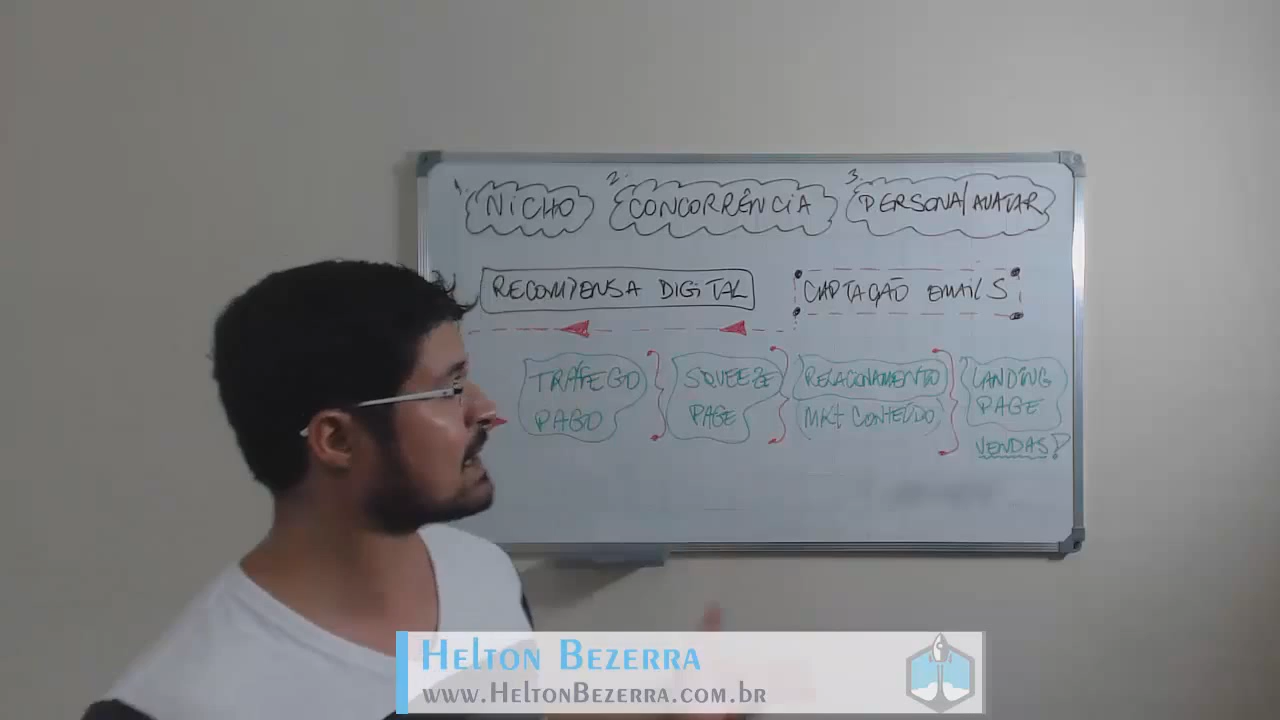 1. NICHO
2. CONCORRÊNCIA
3. PERSONA/AVATAR
RECOMPENSA DIGITAL
CAPTAÇÃO EMAILS
TRÁFEGO
PAGO
SQUEEZE
PAGE
RELACIONAMENTO
MKT CONTEÚDO
LANDING
PAGE
VENDAS?
HELTON BEZERRA
WWW.HELTONBEZERRA.COM.BR